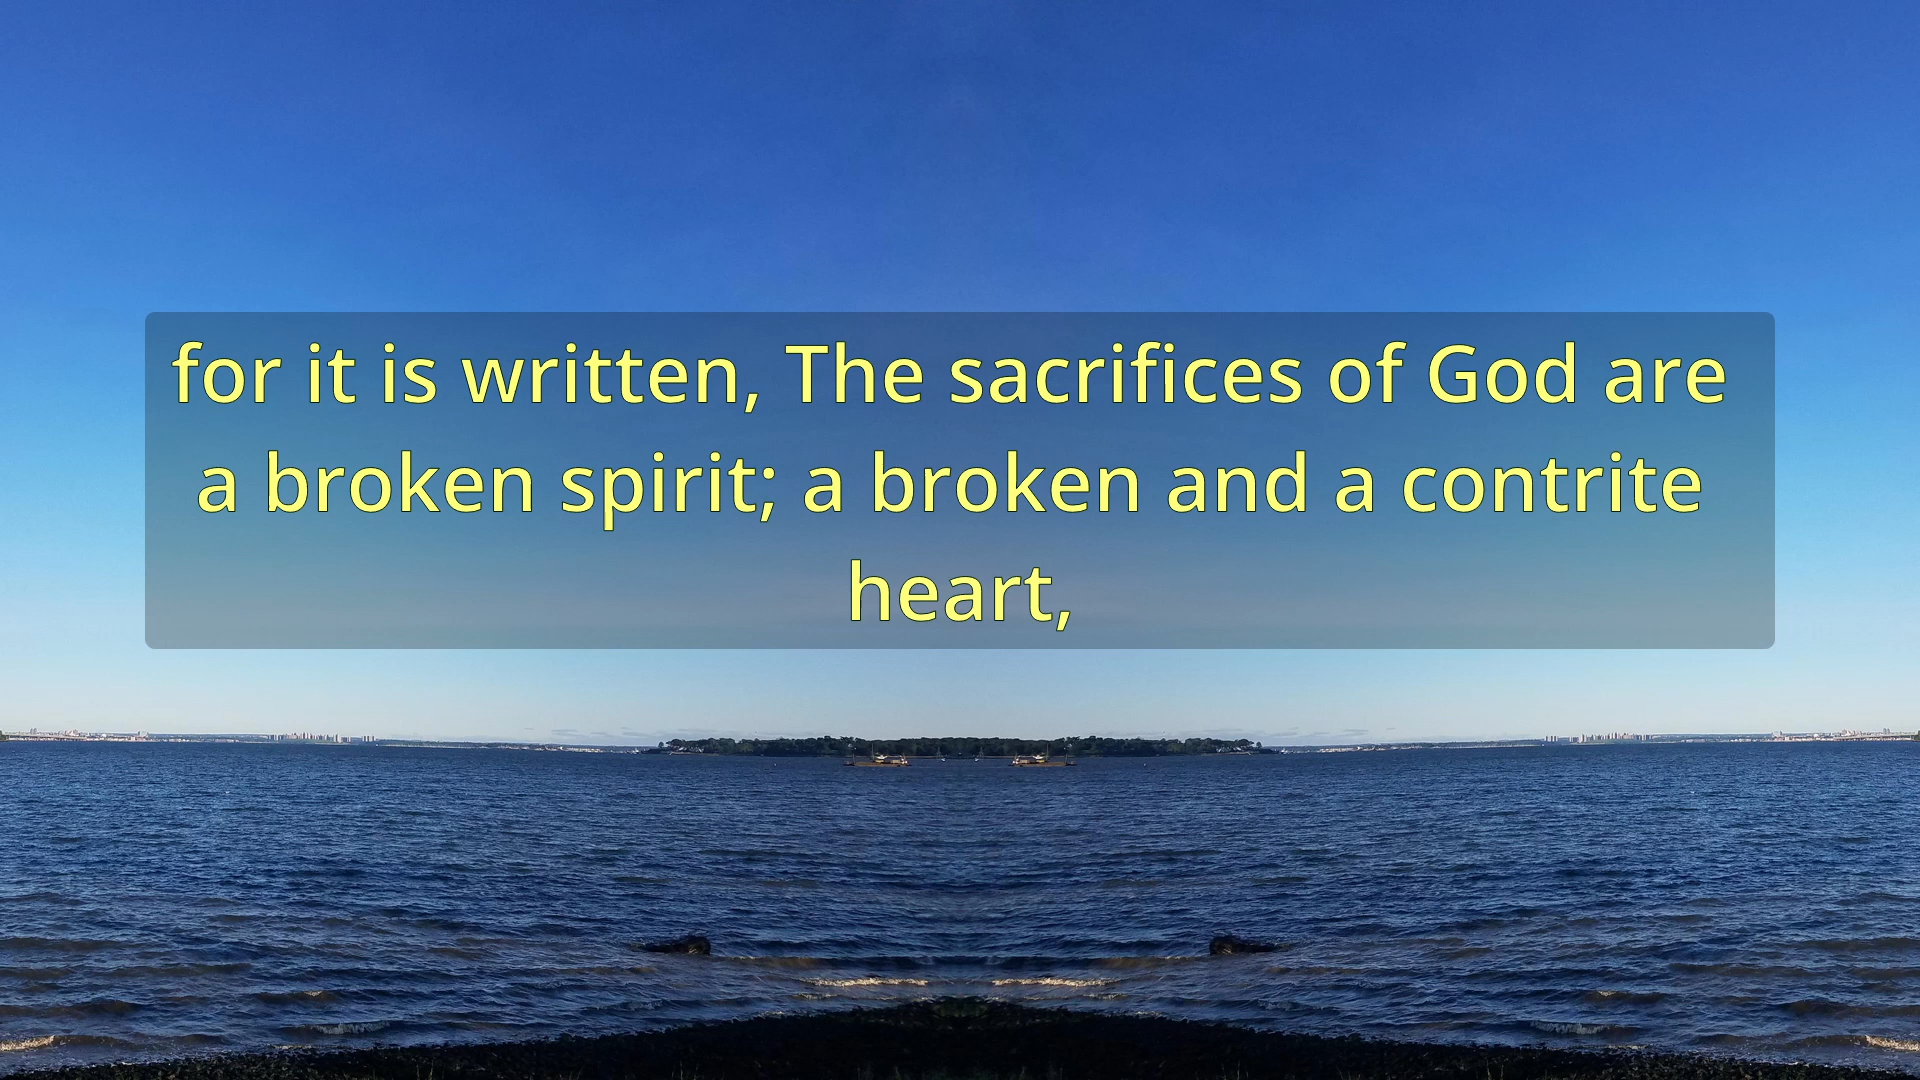 for it is written, The sacrifices of God are
a broken spirit; a broken and a contrite
heart,